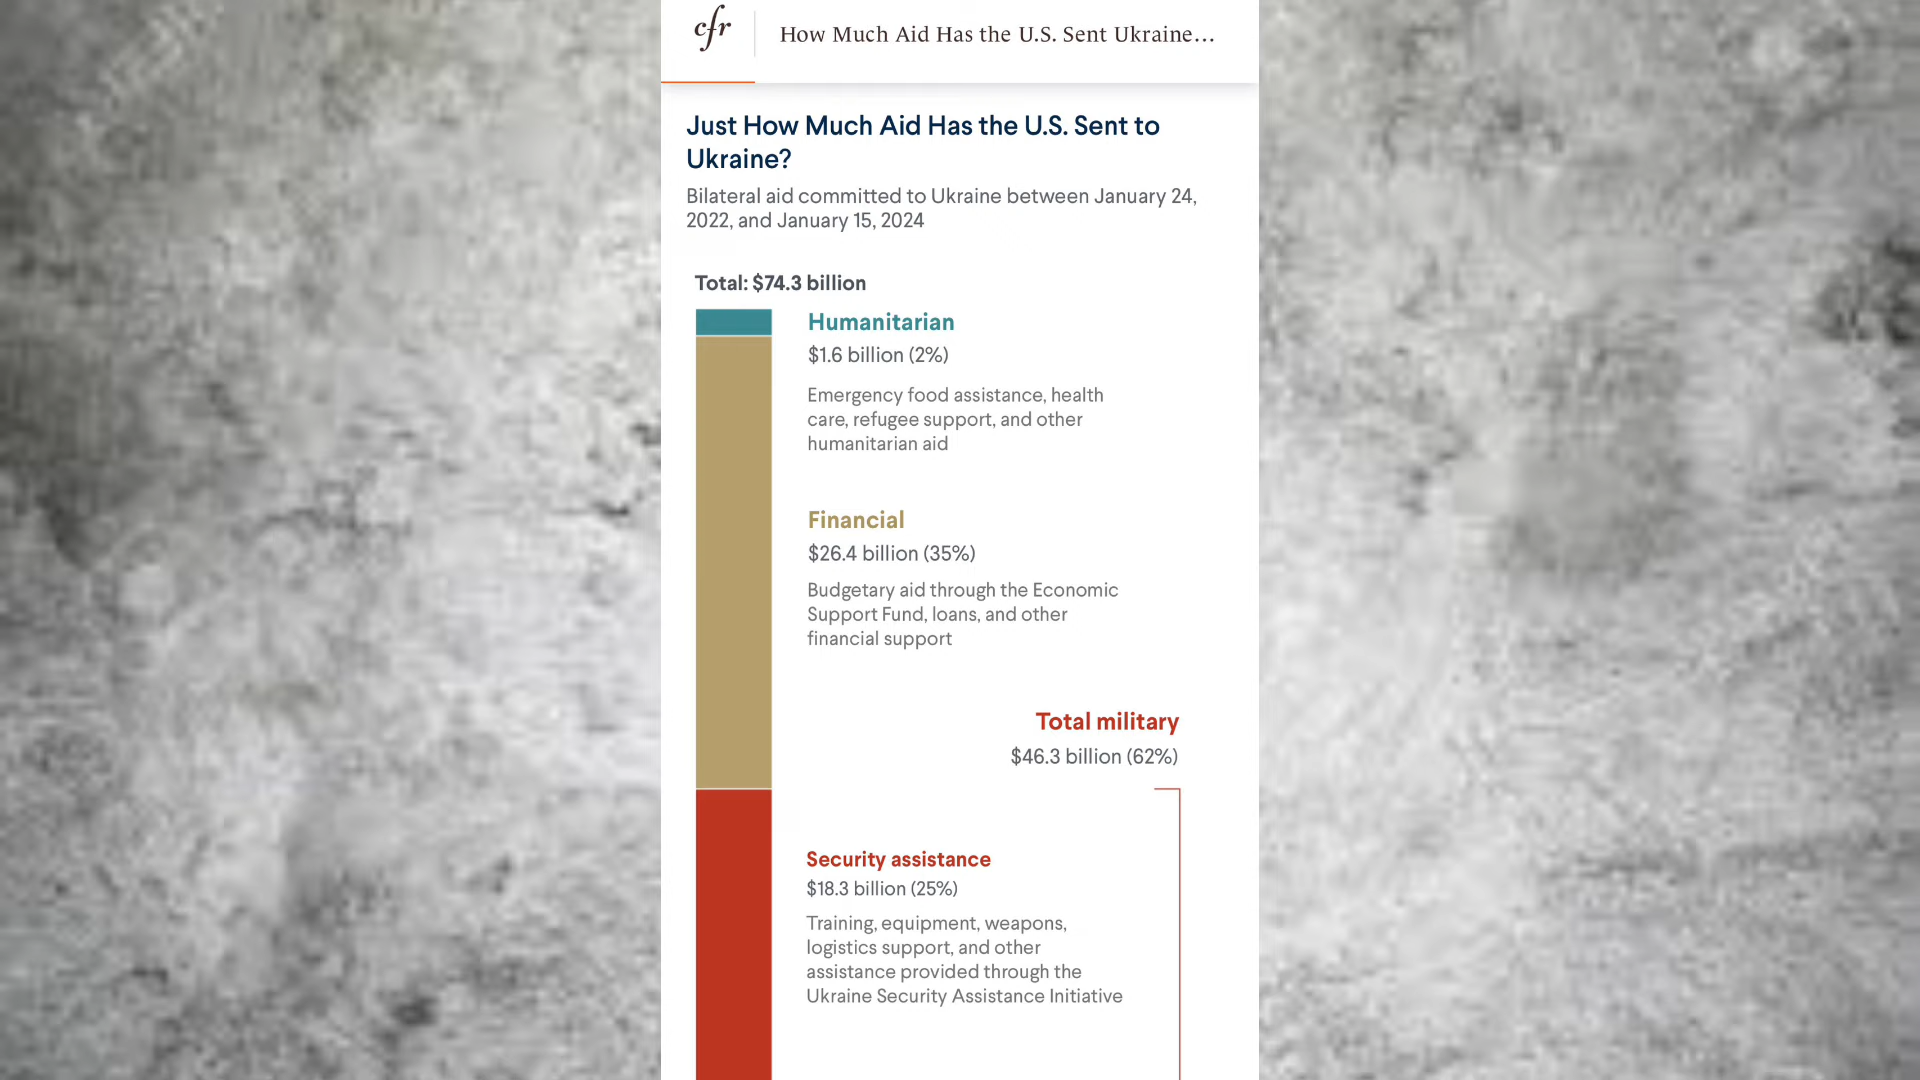 cfr
How Much Aid Has the U.S. Sent Ukraine...
Just How Much Aid Has the U.S. Sent to
Ukraine?
Bilateral aid committed to Ukraine between January 24,
2022, and January 15, 2024
Total: $74.3 billion
Humanitarian
$1.6 billion (2%)
Emergency food assistance, health
care, refugee support, and other
humanitarian aid
Financial
$26.4 billion (35%)
Budgetary aid through the Economic
Support Fund, loans, and other
financial support
Total military
$46.3 billion (62%)
Security assistance
$18.3 billion (25%)
Training, equipment, weapons,
logistics support, and other
assistance provided through the
Ukraine Security Assistance Initiative